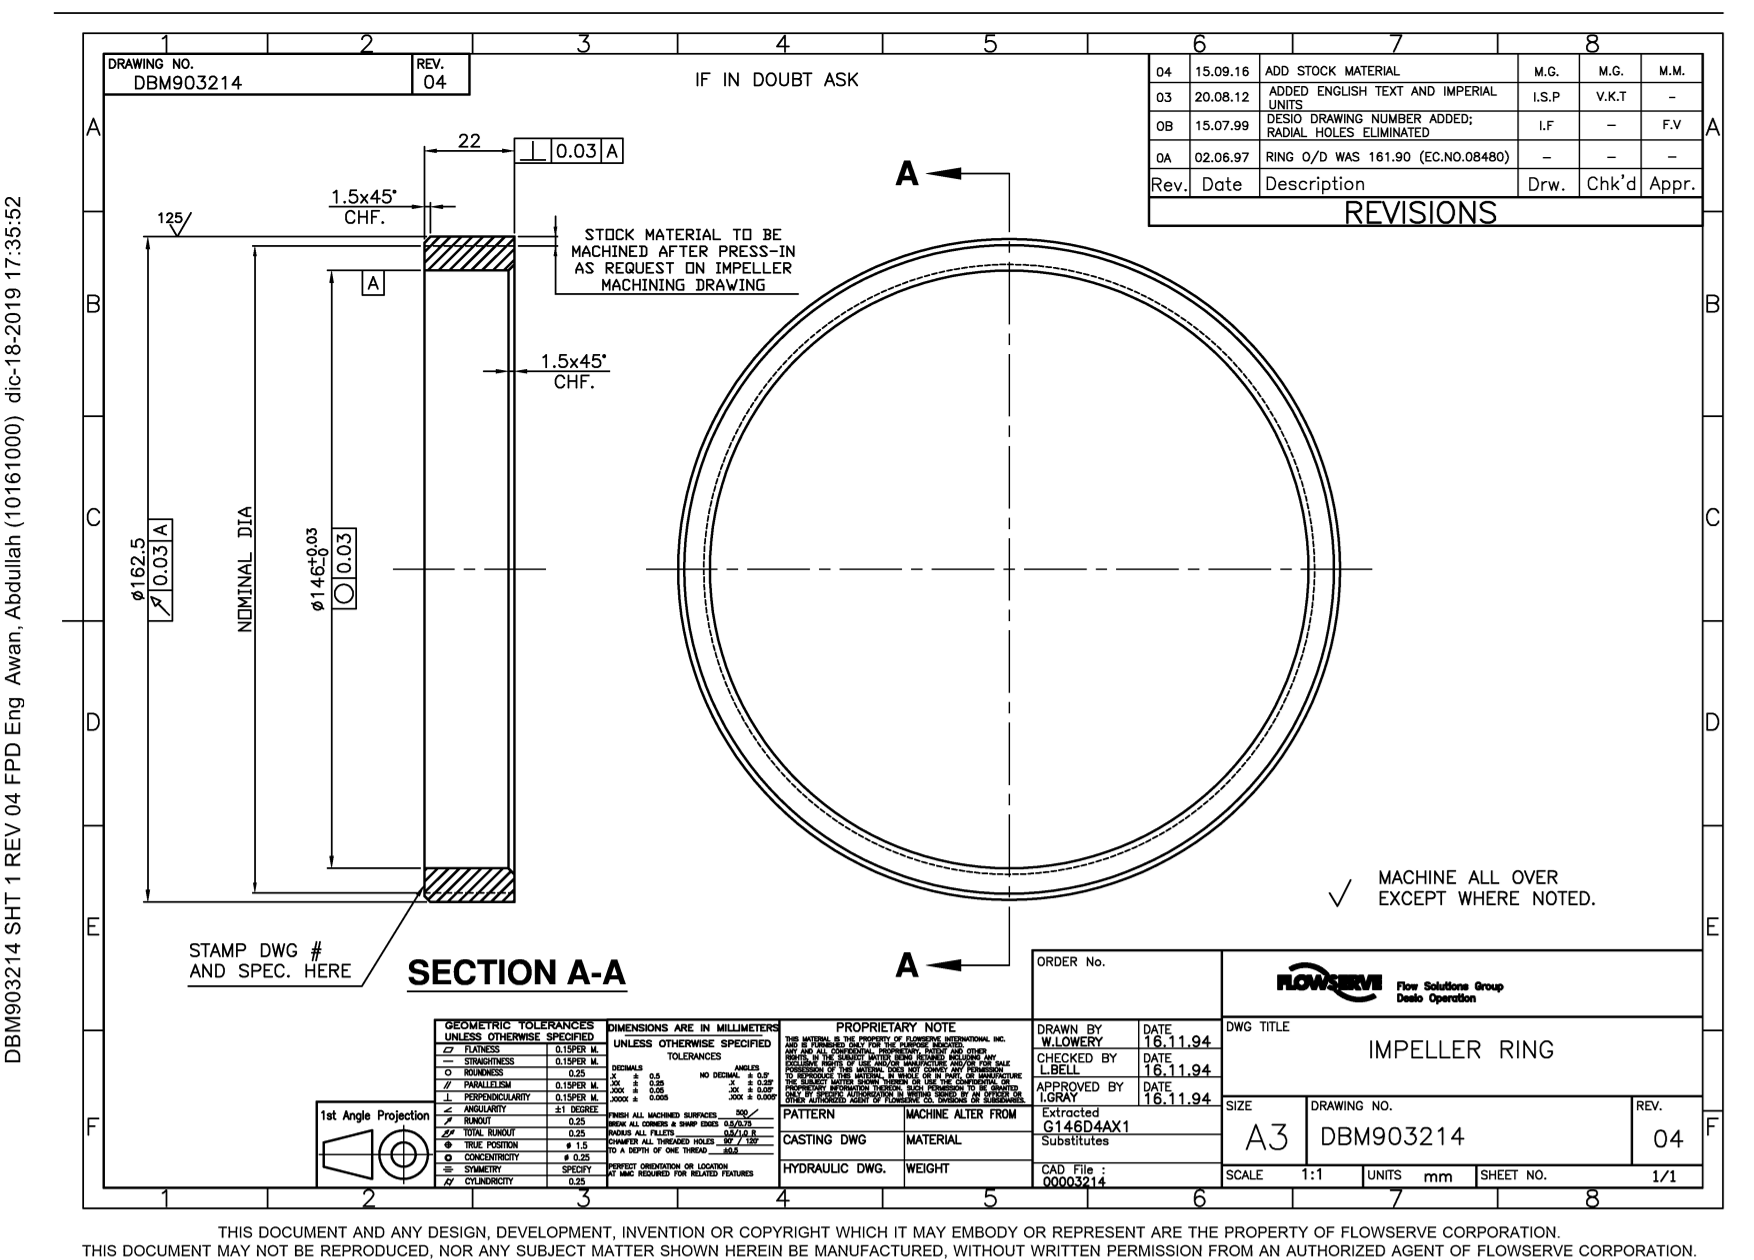 1 2 3 4 5 6 7 8
DRAWING NO. REV.
DBM903214 04
IF IN DOUBT ASK
04 15.09.16 ADD STOCK MATERIAL M.G. M.G. M.M.
03 20.08.12 ADDED ENGLISH TEXT AND IMPERIAL I.S.P V.K.T -
UNITS
0B 15.07.99 DESIO DRAWING NUMBER ADDED; I.F - F.V
RADIAL HOLES ELIMINATED
0A 02.06.97 RING O/D WAS 161.90 (EC.NO.08480) - - -
Rev. Date Description Drw. Chk'd Appr.
REVISIONS
A A
B B
C C
D D
E E
F F
22
⊥ 0.03 A
1.5x45°
CHF.
125/
STOCK MATERIAL TO BE
MACHINED AFTER PRESS-IN
AS REQUEST ON IMPELLER
MACHINING DRAWING
A
1.5x45°
CHF.
ø162.5
0.03 A
NOMINAL DIA
ø146 +0.03 -0
0.03
STAMP DWG #
AND SPEC. HERE
SECTION A-A
A
A
MACHINE ALL OVER
EXCEPT WHERE NOTED.
1st Angle Projection
GEOMETRIC TOLERANCES
UNLESS OTHERWISE SPECIFIED
FLATNESS 0.15PER M.
STRAIGHTNESS 0.15PER M.
ROUNDNESS 0.25
PARALLELISM 0.15PER M.
PERPENDICULARITY 0.15PER M.
ANGULARITY ±1 DEGREE
RUNOUT 0.25
TOTAL RUNOUT 0.25
TRUE POSITION ø 1.5
CONCENTRICITY ø 0.25
SYMMETRY SPECIFY
CYLINDRICITY 0.25
DIMENSIONS ARE IN MILLIMETERS
UNLESS OTHERWISE SPECIFIED
TOLERANCES
DECIMALS ANGLES
.X ± 0.5 NO DECIMAL ± 0.5°
.XX ± 0.25 .X ± 0.25°
.XXX ± 0.05 .XX ± 0.05°
.XXXX ± 0.005 .XXX ± 0.005°
FINISH ALL MACHINED SURFACES 500
BREAK ALL CORNERS & SHARP EDGES 0.5/0.75
RADIUS ALL FILLETS 0.5/1.0 R
CHAMFER ALL THREADED HOLES 90° / 120°
TO A DEPTH OF ONE THREAD ±0.5
PERFECT ORIENTATION OR LOCATION
AT MMC REQUIRED FOR RELATED FEATURES
PROPRIETARY NOTE
THIS MATERIAL IS THE PROPERTY OF FLOWSERVE INTERNATIONAL INC.
AND IS FURNISHED ONLY FOR THE PURPOSE INDICATED.
ANY AND ALL CONFIDENTIAL, PROPRIETARY, PATENT AND OTHER
RIGHTS, IN THE SUBJECT MATTER BEING RETAINED INCLUDING ANY
EXCLUSIVE RIGHTS OF USE AND/OR MANUFACTURE AND/OR FOR SALE
POSSESSION OF THIS MATERIAL DOES NOT CONVEY ANY PERMISSION
TO REPRODUCE THIS MATERIAL, IN WHOLE OR IN PART, OR MANUFACTURE
THE SUBJECT MATTER SHOWN THEREIN OR USE THE CONFIDENTIAL OR
PROPRIETARY INFORMATION THEREON. SUCH PERMISSION TO BE GRANTED
ONLY BY SPECIFIC AUTHORIZATION IN WRITING SIGNED BY AN OFFICER OR
OTHER AUTHORIZED AGENT OF FLOWSERVE CO. DIVISIONS OR SUBSIDIARIES.
PATTERN MACHINE ALTER FROM
CASTING DWG MATERIAL
HYDRAULIC DWG. WEIGHT
ORDER No.
DRAWN BY DATE
W.LOWERY 16.11.94
CHECKED BY DATE
L.BELL 16.11.94
APPROVED BY DATE
I.GRAY 16.11.94
Extracted
G146D4AX1
Substitutes
CAD File :
00003214
FLOWSERVE
Flow Solutions Group
Desio Operation
DWG TITLE
IMPELLER RING
SIZE DRAWING NO. REV.
A3 DBM903214 04
SCALE 1:1 UNITS mm SHEET NO. 1/1
1 2 3 5 6 7 8
THIS DOCUMENT AND ANY DESIGN, DEVELOPMENT, INVENTION OR COPYRIGHT WHICH IT MAY EMBODY OR REPRESENT ARE THE PROPERTY OF FLOWSERVE CORPORATION.
THIS DOCUMENT MAY NOT BE REPRODUCED, NOR ANY SUBJECT MATTER SHOWN HEREIN BE MANUFACTURED, WITHOUT WRITTEN PERMISSION FROM AN AUTHORIZED AGENT OF FLOWSERVE CORPORATION.
DBM903214 SHT 1 REV 04 FPD Eng Awan, Abdullah (10161000) dic-18-2019 17:35:52